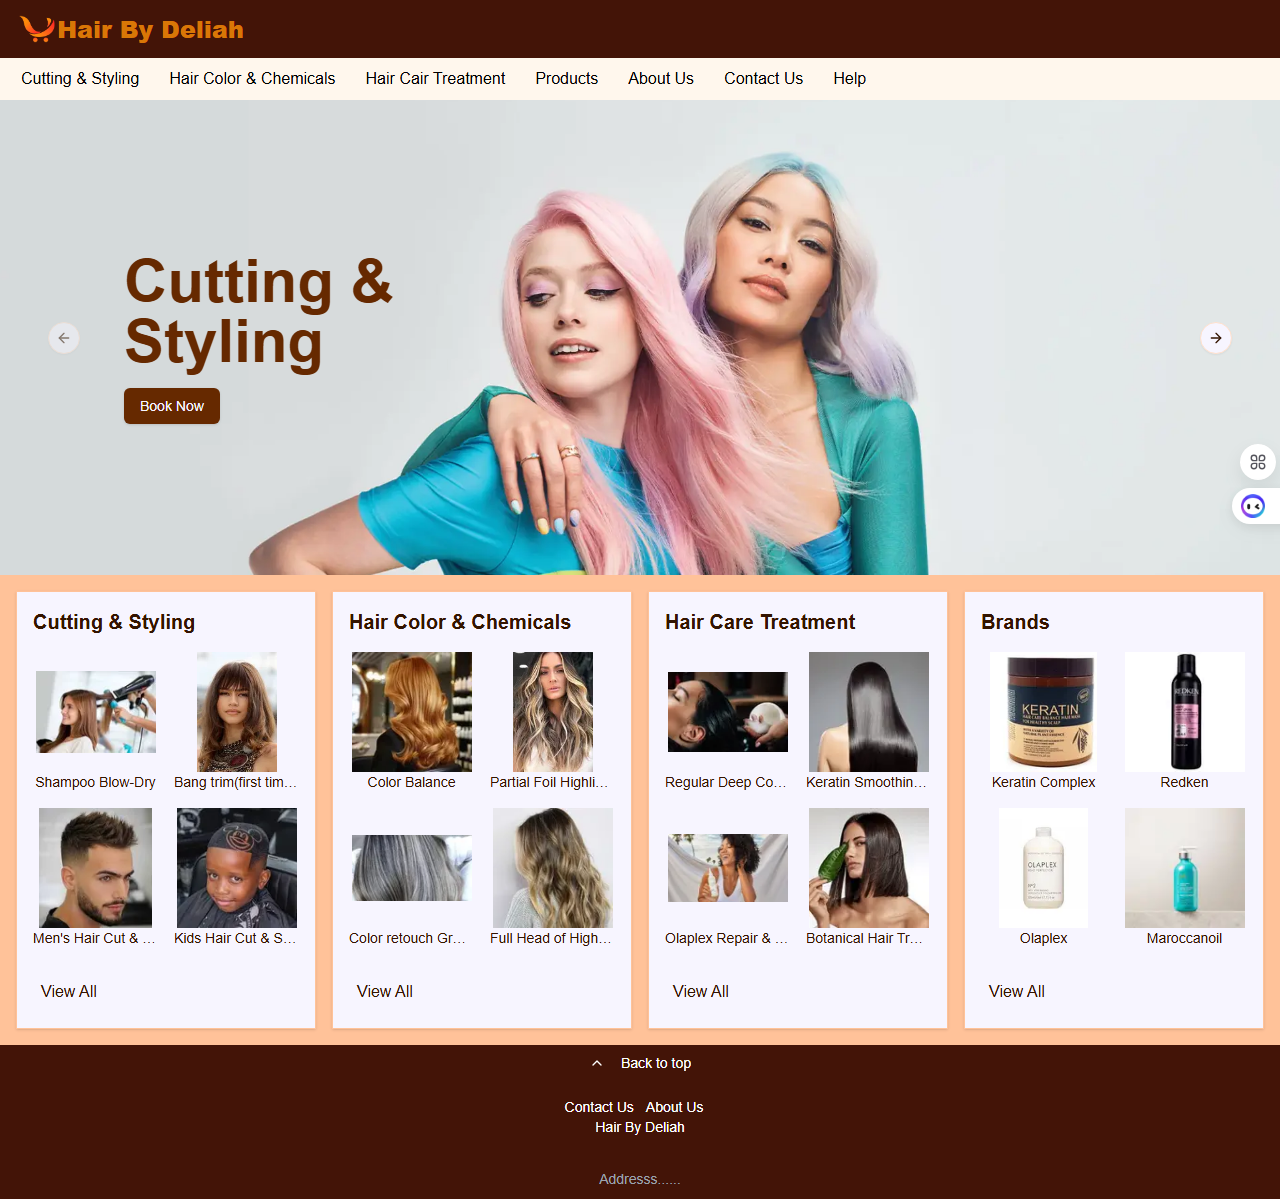 Hair By Deliah
Cutting & Styling
Hair Color & Chemicals
Hair Cair Treatment
Products
About Us
Contact Us
Help
Cutting &
Styling
Book Now
Cutting & Styling
Shampoo Blow-Dry
Bang trim(first tim...
Men's Hair Cut & ...
Kids Hair Cut & S...
View All
Hair Color & Chemicals
Color Balance
Partial Foil Highli...
Color retouch Gr...
Full Head of High...
View All
Hair Care Treatment
Regular Deep Co...
Keratin Smoothin...
Olaplex Repair & ...
Botanical Hair Tr...
View All
Brands
KERATIN
Keratin Complex
REDKEN
Redken
OLAPLEX
Olaplex
Maroccanoil
View All
Back to top
Contact Us About Us
Hair By Deliah
Addresss......